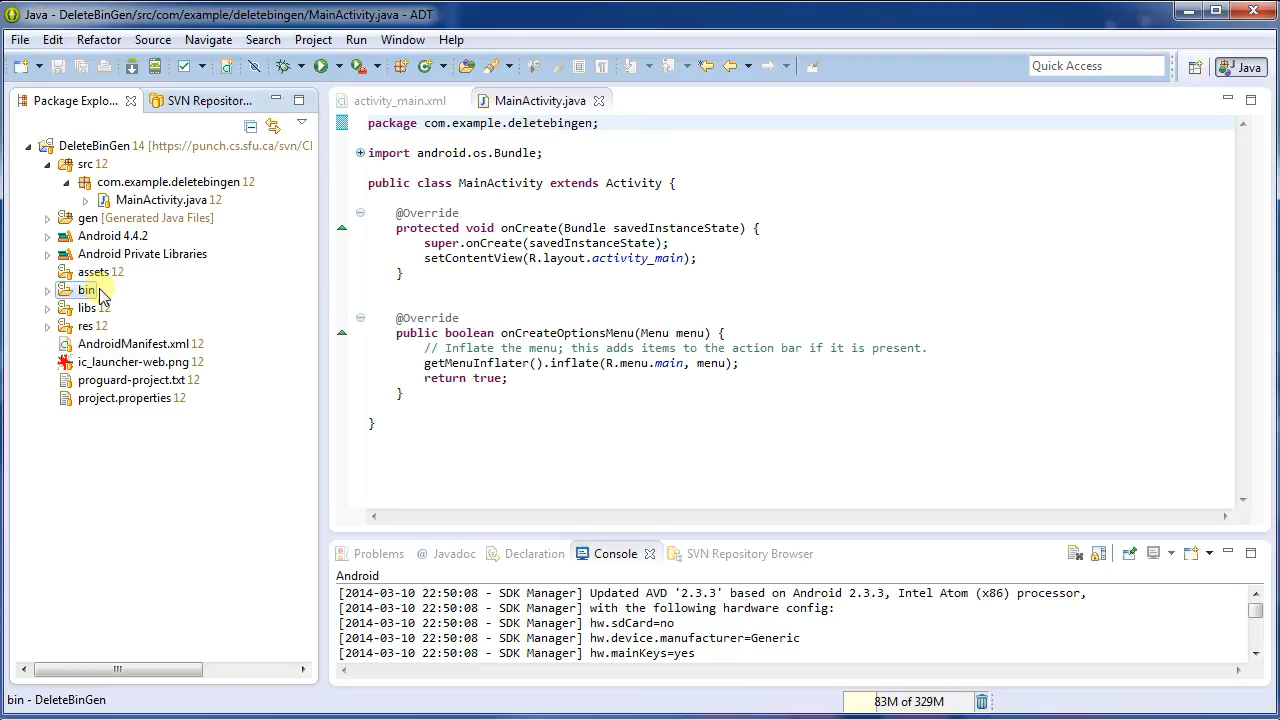 Java - DeleteBinGen/src/com/example/deletebingen/MainActivity.java - ADT
File Edit Refactor Source Navigate Search Project Run Window Help
Quick Access
Java
Package Explo...
SVN Repositor...
activity_main.xml
MainActivity.java
DeleteBinGen 14 [https://punch.cs.sfu.ca/svn/Cl
src 12
com.example.deletebingen 12
MainActivity.java 12
gen [Generated Java Files]
Android 4.4.2
Android Private Libraries
assets 12
bin
libs 12
res 12
AndroidManifest.xml 12
ic_launcher-web.png 12
proguard-project.txt 12
project.properties 12
package com.example.deletebingen;
import android.os.Bundle;
public class MainActivity extends Activity {
@Override
protected void onCreate(Bundle savedInstanceState) {
super.onCreate(savedInstanceState);
setContentView(R.layout.activity_main);
}
@Override
public boolean onCreateOptionsMenu(Menu menu) {
// Inflate the menu; this adds items to the action bar if it is present.
getMenuInflater().inflate(R.menu.main, menu);
return true;
}
}
Problems @ Javadoc Declaration Console SVN Repository Browser
Android
[2014-03-10 22:50:08 - SDK Manager] Updated AVD '2.3.3' based on Android 2.3.3, Intel Atom (x86) processor,
[2014-03-10 22:50:08 - SDK Manager] with the following hardware config:
[2014-03-10 22:50:08 - SDK Manager] hw.sdCard=no
[2014-03-10 22:50:08 - SDK Manager] hw.device.manufacturer=Generic
[2014-03-10 22:50:08 - SDK Manager] hw.mainKeys=yes
bin - DeleteBinGen
83M of 329M